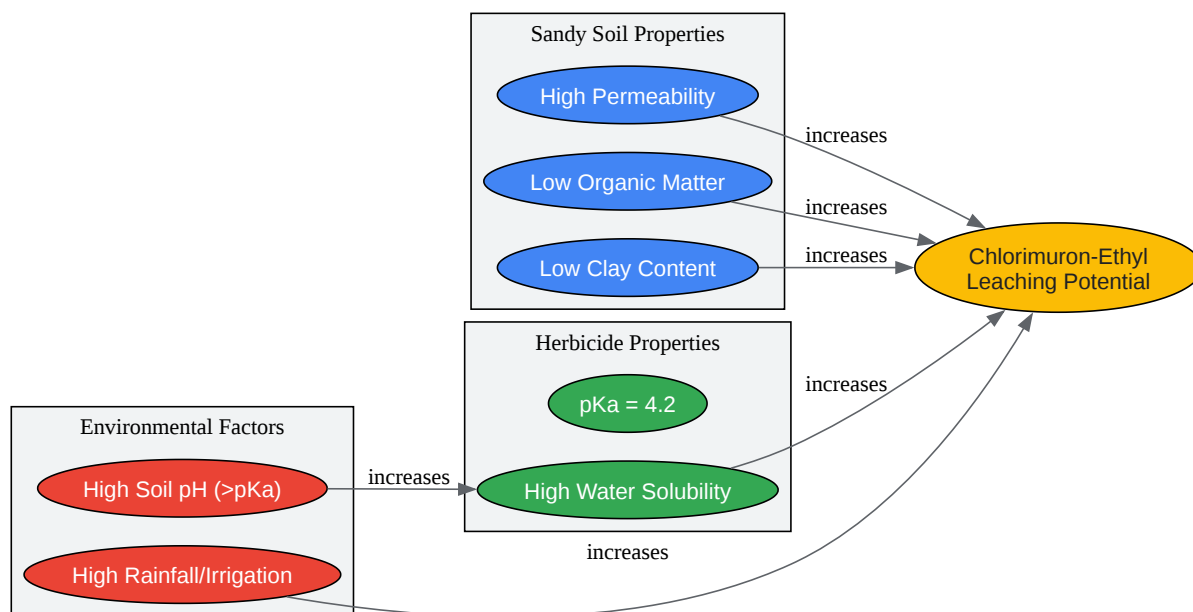 Sandy Soil Properties
High Permeability
increases
Low Organic Matter
increases
Low Clay Content
increases
Chlorimuron-Ethyl
Leaching Potential
Herbicide Properties
pKa = 4.2
increases
Environmental Factors
High Soil pH (>pKa)
increases
High Water Solubility
increases
High Rainfall/Irrigation